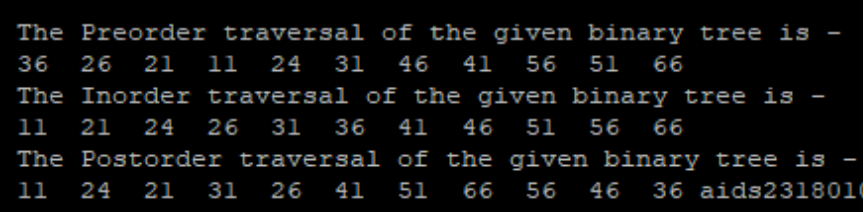 The Preorder traversal of the given binary tree is -
36 26 21 11 24 31 46 41 56 51 66
The Inorder traversal of the given binary tree is -
11 21 24 26 31 36 41 46 51 56 66
The Postorder traversal of the given binary tree is -
11 24 21 31 26 41 51 66 56 46 36 aids2318010